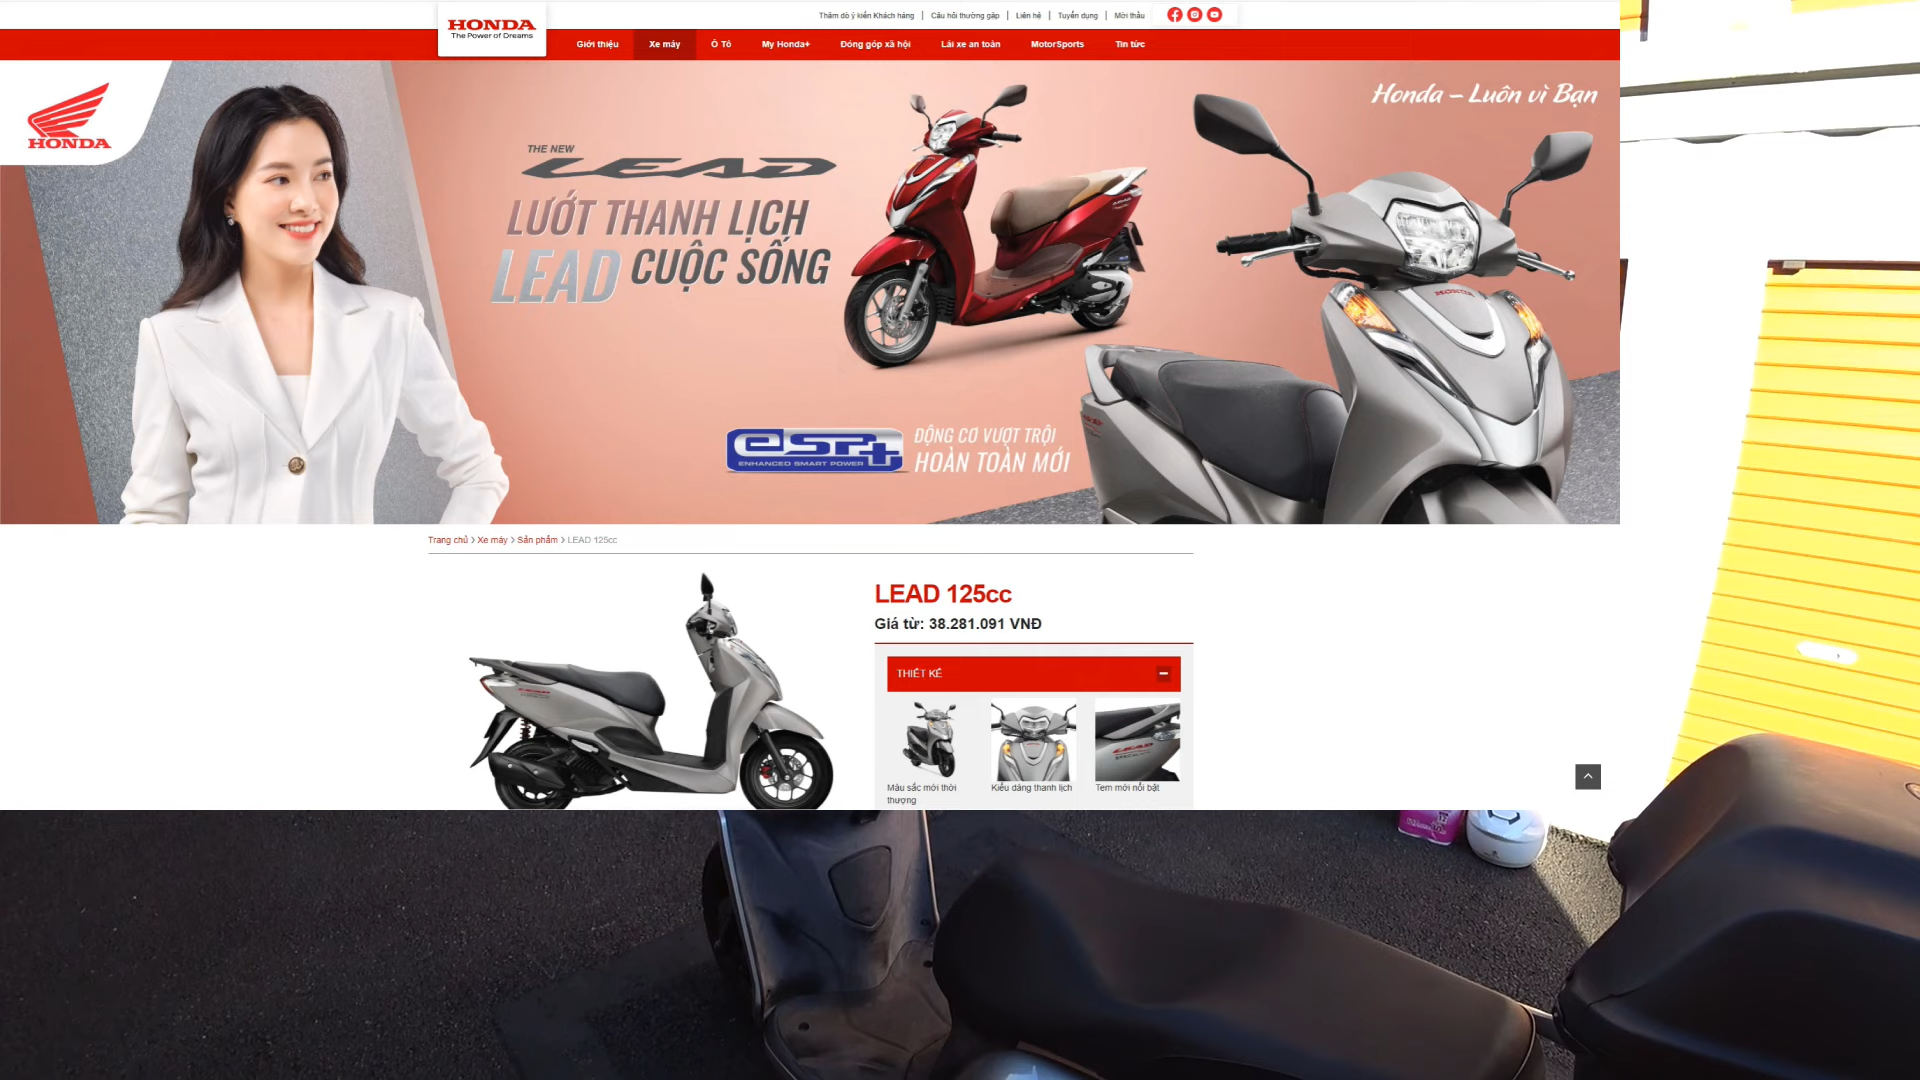 HONDA
The Power of Dreams
Thăm dò ý kiến Khách hàng | Câu hỏi thường gặp | Liên hệ | Tuyển dụng | Mời thầu
Giới thiệu
Xe máy
Ô Tô
My Honda+
Đóng góp xã hội
Lái xe an toàn
MotorSports
Tin tức
HONDA
Honda – Luôn vì Bạn
THE NEW
LEAD
LƯỚT THANH LỊCH
LEAD CUỘC SỐNG
eSP+
ENHANCED SMART POWER
ĐỘNG CƠ VƯỢT TRỘI
HOÀN TOÀN MỚI
HONDA
Trang chủ > Xe máy > Sản phẩm > LEAD 125cc
LEAD 125cc
Giá từ: 38.281.091 VNĐ
THIẾT KẾ
LEAD
LEAD
Màu sắc mới thời thượng
Kiểu dáng thanh lịch
Tem mới nổi bật